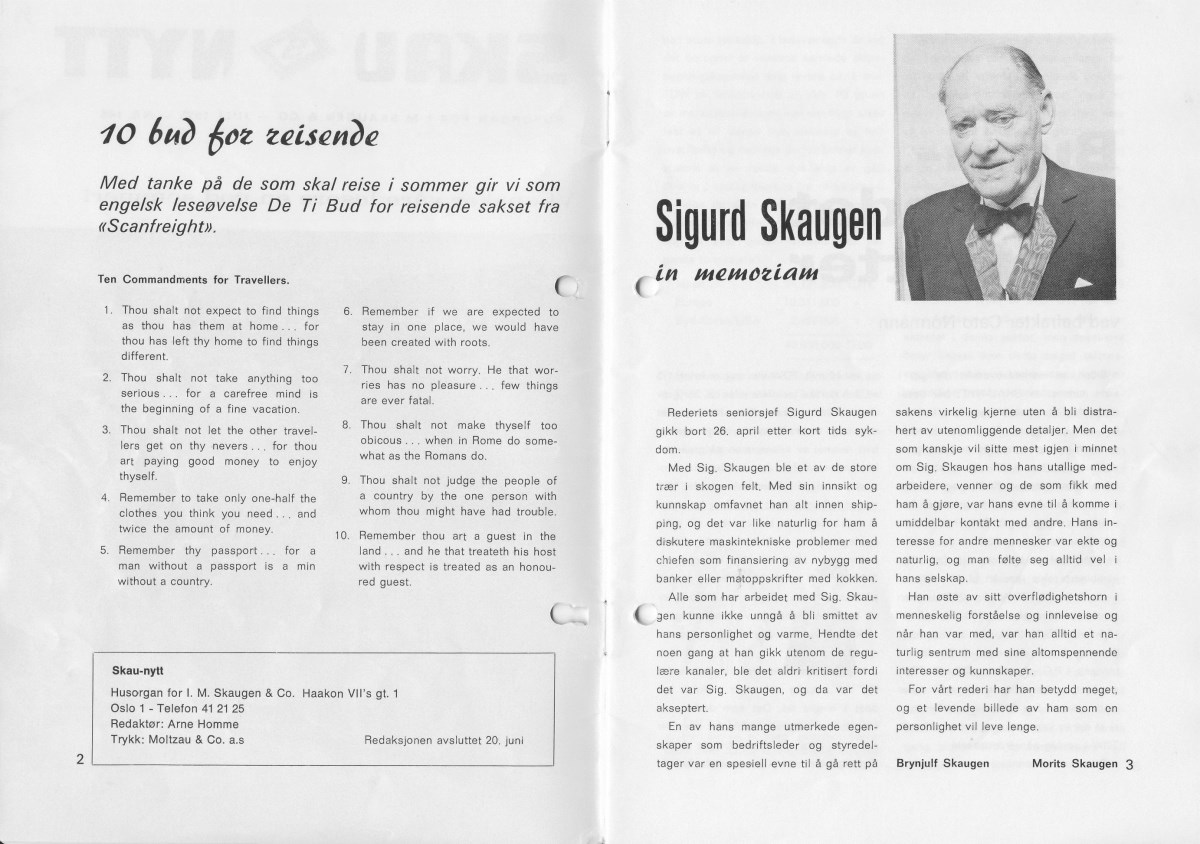 10 bud for reisende
Med tanke på de som skal reise i sommer gir vi som
engelsk leseøvelse De Ti Bud for reisende sakset fra
«Scanfreight».
Ten Commandments for Travellers.
1. Thou shalt not expect to find things
as thou has them at home... for
thou has left thy home to find things
different.
2. Thou shalt not take anything too
serious... for a carefree mind is
the beginning of a fine vacation.
3. Thou shalt not let the other travel-
lers get on thy nevers... for thou
art paying good money to enjoy
thyself.
4. Remember to take only one-half the
clothes you think you need... and
twice the amount of money.
5. Remember thy passport... for a
man without a passport is a min
without a country.
6. Remember if we are expected to
stay in one place, we would have
been created with roots.
7. Thou shalt not worry. He that wor-
ries has no pleasure... few things
are ever fatal.
8. Thou shalt not make thyself too
obicous... when in Rome do some-
what as the Romans do.
9. Thou shalt not judge the people of
a country by the one person with
whom thou might have had trouble.
10. Remember thou art a guest in the
land... and he that treateth his host
with respect is treated as an honou-
red guest.
Skau-nytt
Husorgan for I. M. Skaugen & Co. Haakon VII's gt. 1
Oslo 1 - Telefon 41 21 25
Redaktør: Arne Homme
Trykk: Moltzau & Co. a.s Redaksjonen avsluttet 20. juni
2
Sigurd Skaugen
in memoriam
Rederiets seniorsjef Sigurd Skaugen
gikk bort 26. april etter kort tids syk-
dom.
Med Sig. Skaugen ble et av de store
trær i skogen felt. Med sin innsikt og
kunnskap omfavnet han alt innen ship-
ping, og det var like naturlig for ham å
diskutere maskintekniske problemer med
chiefen som finansiering av nybygg med
banker eller matoppskrifter med kokken.
Alle som har arbeidet med Sig. Skau-
gen kunne ikke unngå å bli smittet av
hans personlighet og varme. Hendte det
noen gang at han gikk utenom de regu-
lære kanaler, ble det aldri kritisert fordi
det var Sig. Skaugen, og da var det
akseptert.
En av hans mange utmerkede egen-
skaper som bedriftsleder og styredel-
tager var en spesiell evne til å gå rett på
sakens virkelig kjerne uten å bli distra-
hert av utenomliggende detaljer. Men det
som kanskje vil sitte mest igjen i minnet
om Sig. Skaugen hos hans utallige med-
arbeidere, venner og de som fikk med
ham å gjøre, var hans evne til å komme i
umiddelbar kontakt med andre. Hans in-
teresse for andre mennesker var ekte og
naturlig, og man følte seg alltid vel i
hans selskap.
Han øste av sitt overflødighetshorn i
menneskelig forståelse og innlevelse og
når han var med, var han alltid et na-
turlig sentrum med sine altomspennende
interesser og kunnskaper.
For vårt rederi har han betydd meget,
og et levende billede av ham som en
personlighet vil leve lenge.
Brynjulf Skaugen Morits Skaugen
3